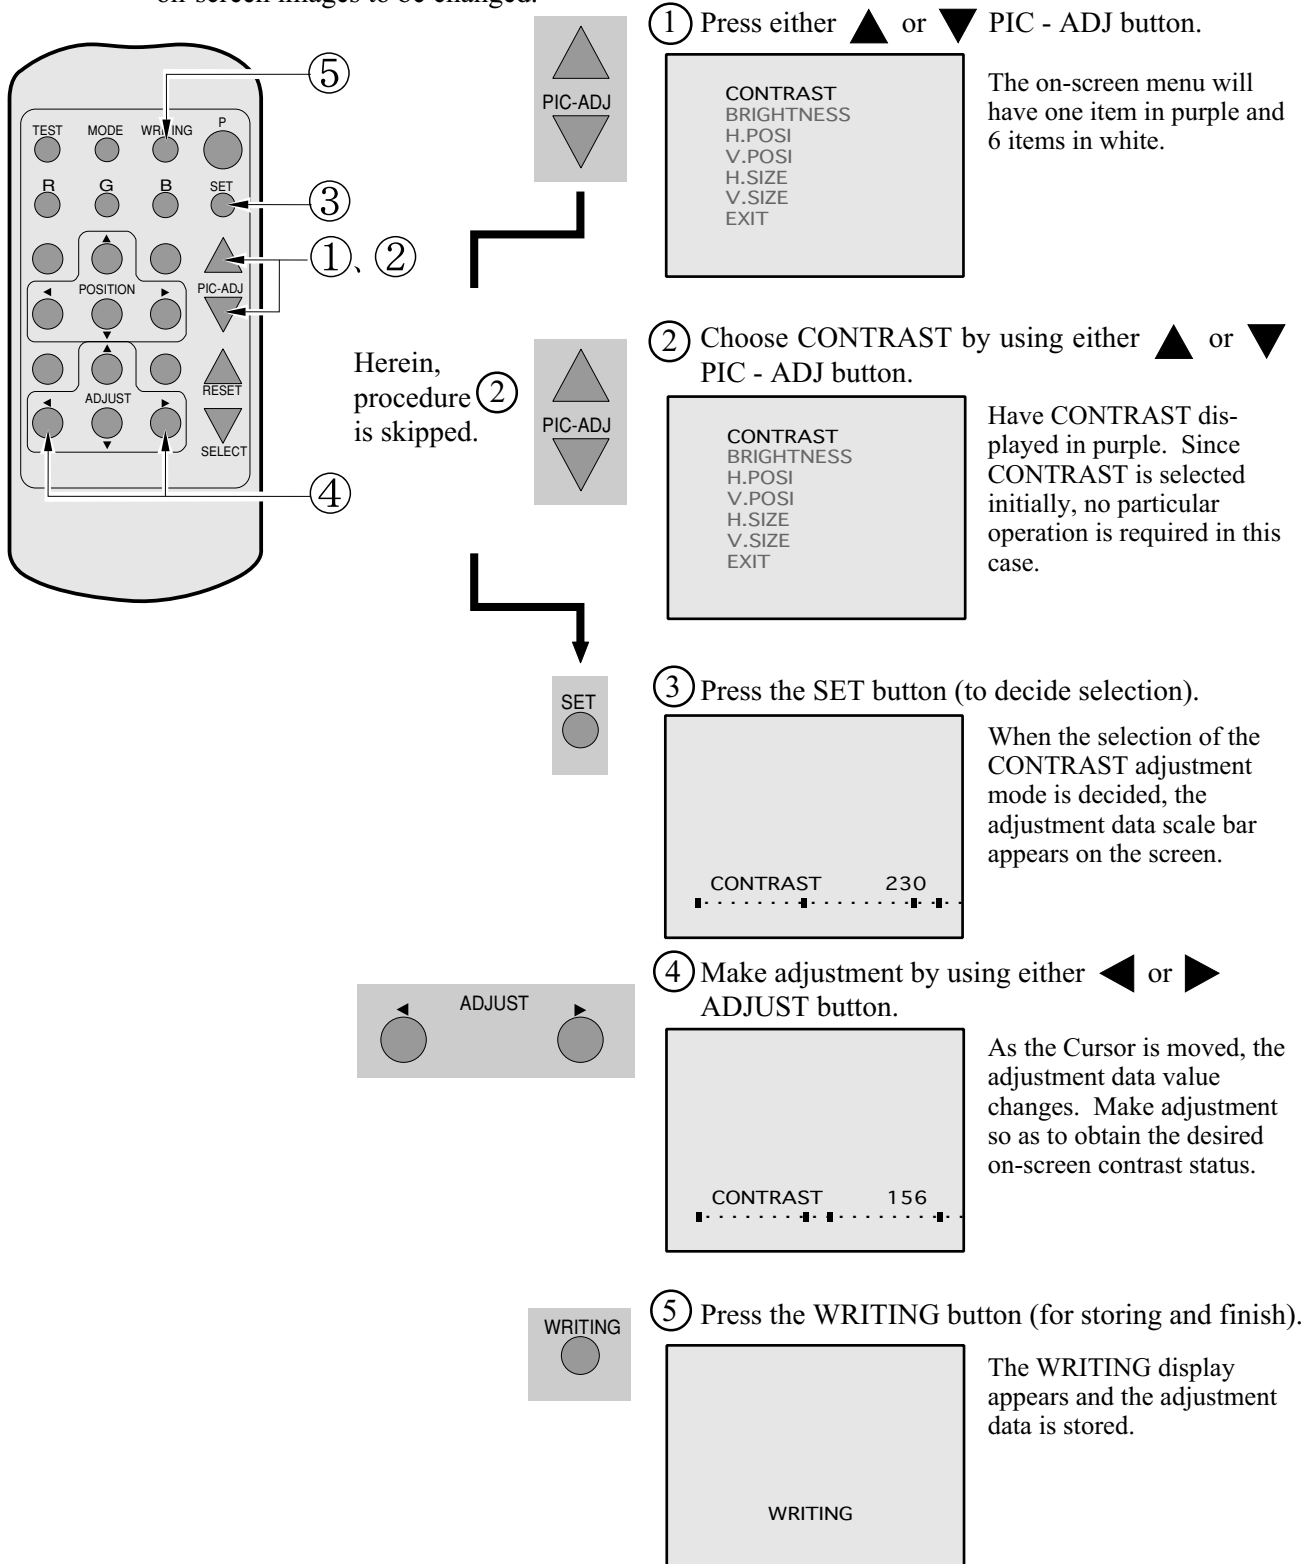 on-screen images to be changed.
TEST MODE WRITING P
R G B SET
POSITION PIC-ADJ
RESET
ADJUST
SELECT
⑤
③
①、②
④
PIC-ADJ
① Press either ▲ or ▼ PIC - ADJ button.
CONTRAST
BRIGHTNESS
H.POSI
V.POSI
H.SIZE
V.SIZE
EXIT
The on-screen menu will
have one item in purple and
6 items in white.
Herein,
procedure ②
is skipped.
PIC-ADJ
② Choose CONTRAST by using either ▲ or ▼
PIC - ADJ button.
CONTRAST
BRIGHTNESS
H.POSI
V.POSI
H.SIZE
V.SIZE
EXIT
Have CONTRAST dis-
played in purple. Since
CONTRAST is selected
initially, no particular
operation is required in this
case.
SET
③ Press the SET button (to decide selection).
CONTRAST 230
When the selection of the
CONTRAST adjustment
mode is decided, the
adjustment data scale bar
appears on the screen.
ADJUST
④ Make adjustment by using either ◀ or ▶
ADJUST button.
CONTRAST 156
As the Cursor is moved, the
adjustment data value
changes. Make adjustment
so as to obtain the desired
on-screen contrast status.
WRITING
⑤ Press the WRITING button (for storing and finish).
WRITING
The WRITING display
appears and the adjustment
data is stored.